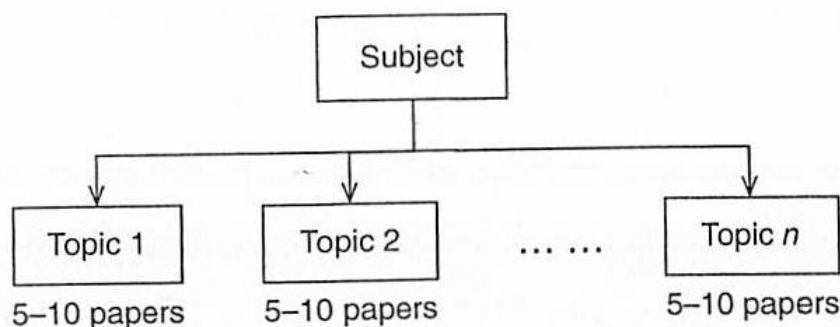 Subject
Topic 1 Topic 2 ... ... Topic n
5–10 papers 5–10 papers 5–10 papers